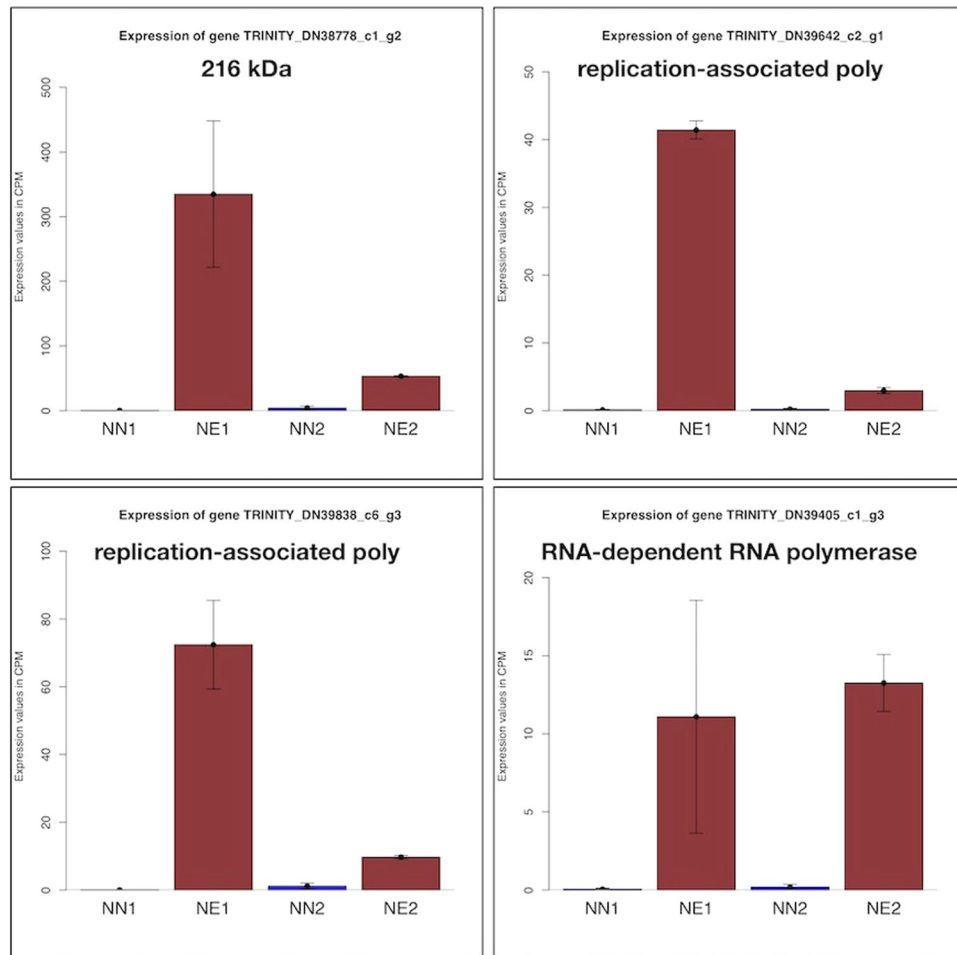 Expression of gene TRINITY_DN38778_c1_g2
216 kDa
Expression values in CPM
500
400
300
200
100
0
NN1 NE1 NN2 NE2
Expression of gene TRINITY_DN39642_c2_g1
replication-associated poly
Expression values in CPM
50
40
30
20
10
0
NN1 NE1 NN2 NE2
Expression of gene TRINITY_DN39838_c6_g3
replication-associated poly
Expression values in CPM
100
80
60
40
20
0
NN1 NE1 NN2 NE2
Expression of gene TRINITY_DN39405_c1_g3
RNA-dependent RNA polymerase
Expression values in CPM
20
15
10
5
0
NN1 NE1 NN2 NE2